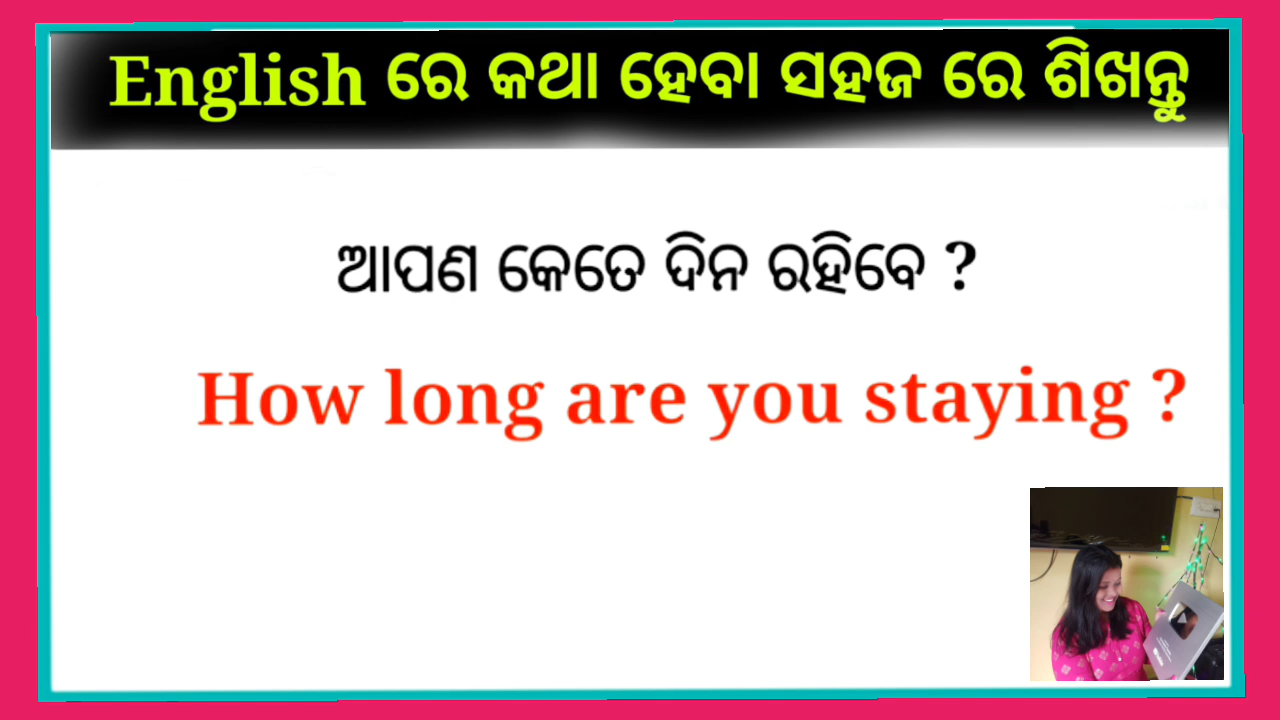 English ରେ କଥା ହେବା ସହଜ ରେ ଶିଖନ୍ତୁ
ଆପଣ କେତେ ଦିନ ରହିବେ ?
How long are you staying ?